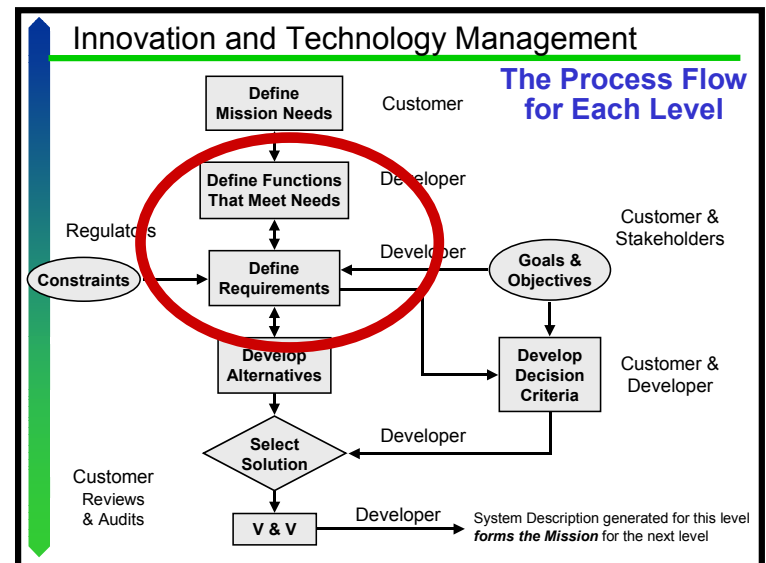 Innovation and Technology Management
The Process Flow
for Each Level
Define
Mission Needs
Customer
Define Functions
That Meet Needs
Developer
Regulators
Customer &
Stakeholders
Constraints
Define
Requirements
Developer
Goals &
Objectives
Develop
Alternatives
Develop
Decision
Criteria
Customer &
Developer
Select
Solution
Developer
Customer
Reviews
& Audits
V & V
Developer
System Description generated for this level
forms the Mission for the next level